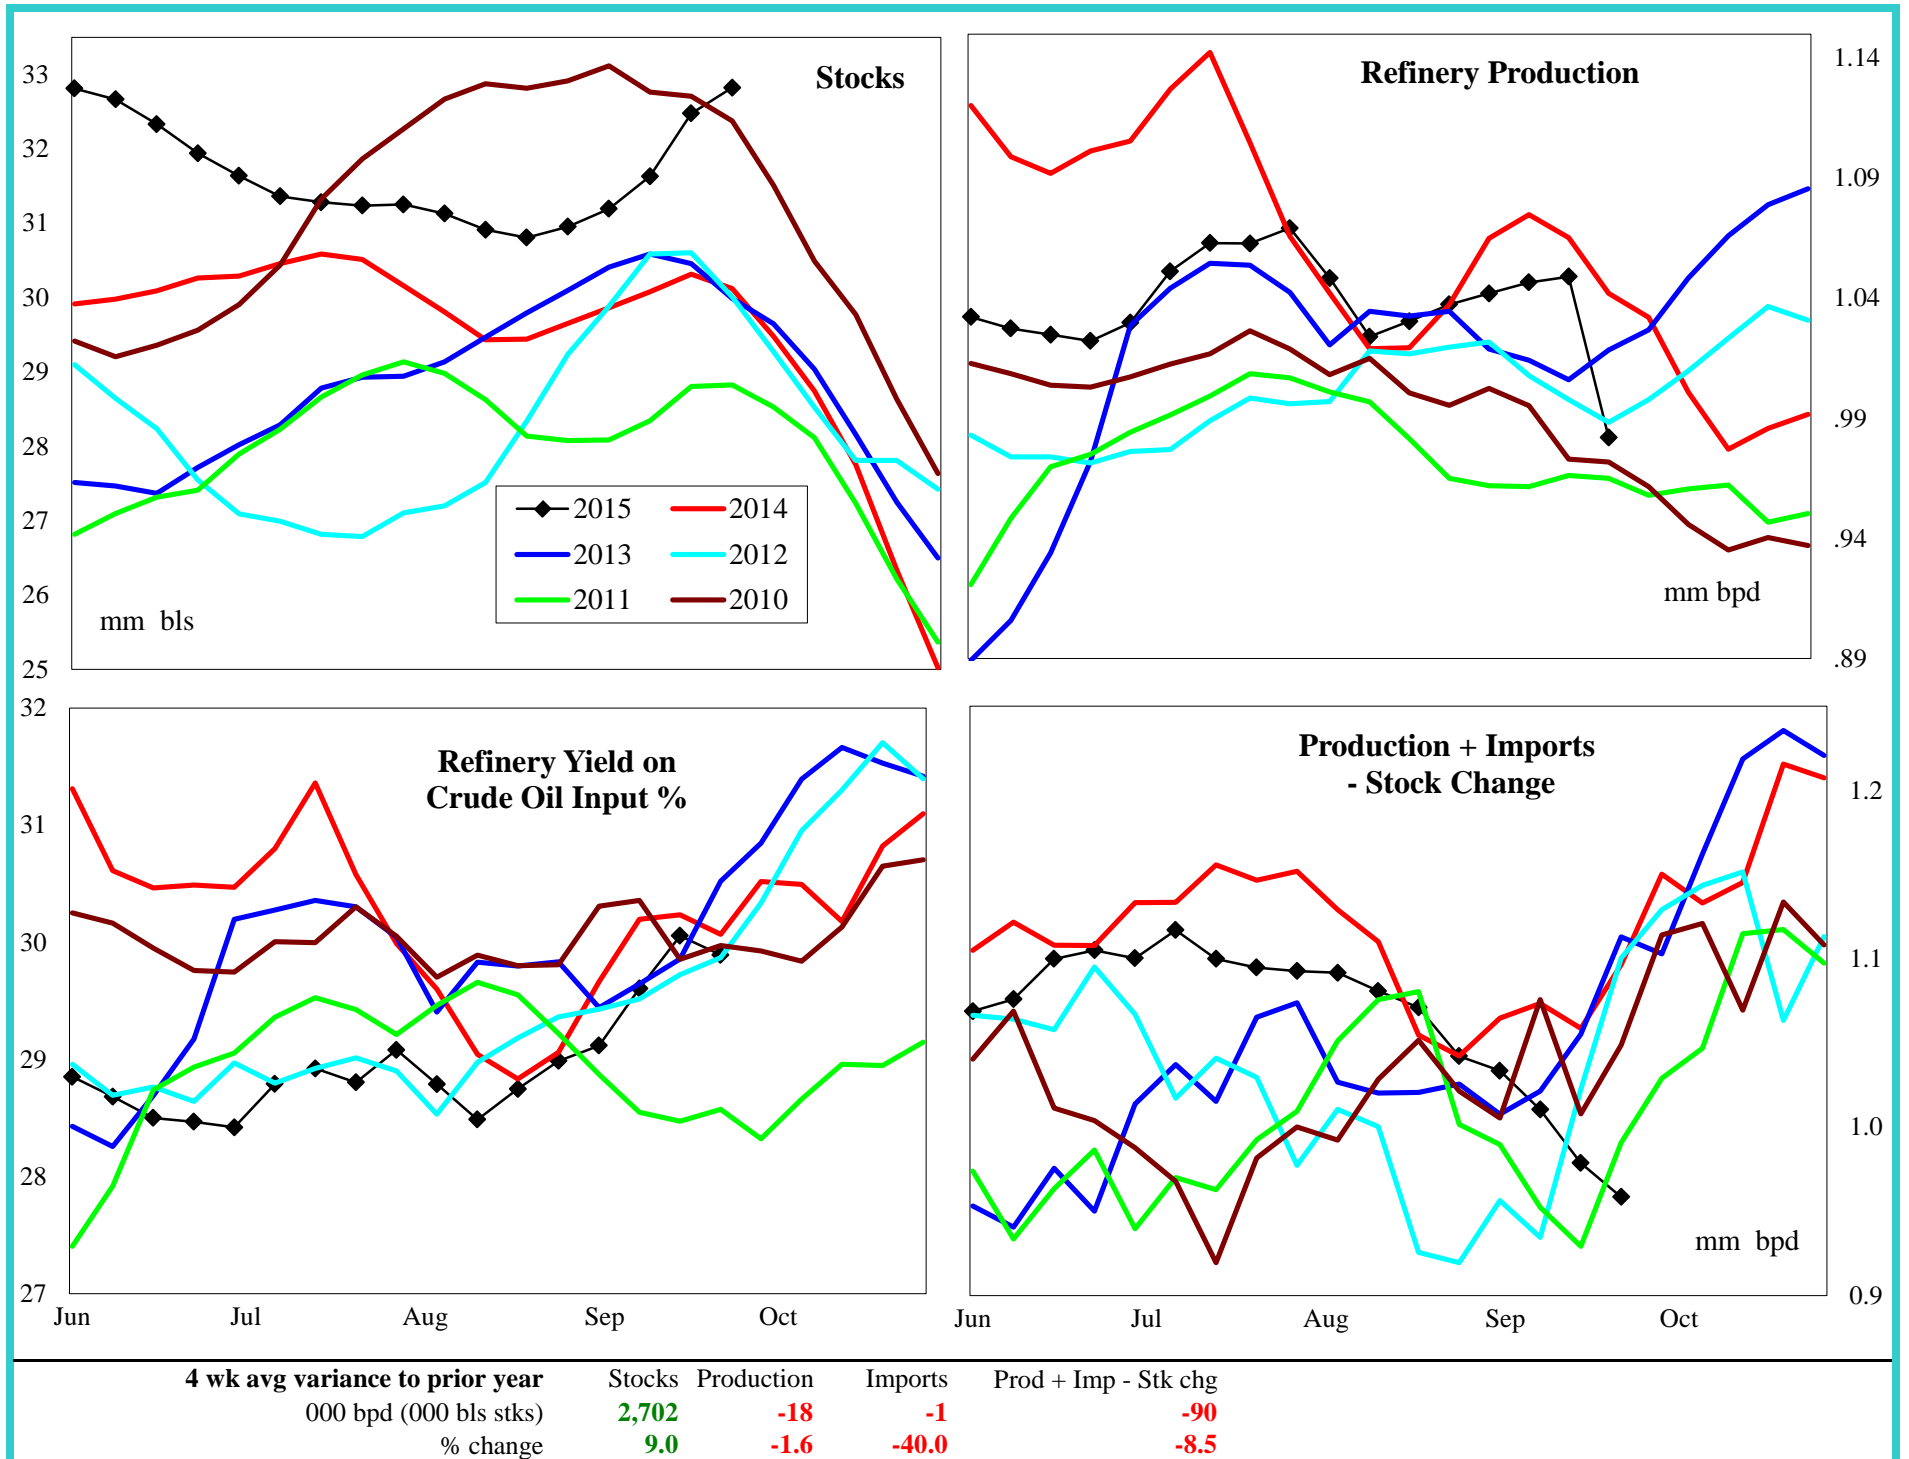 Stocks
33
32
31
30
29
28
27
26
25
mm bls
2015
2014
2013
2012
2011
2010
Refinery Production
1.14
1.09
1.04
.99
.94
.89
mm bpd
Refinery Yield on
Crude Oil Input %
32
31
30
29
28
27
Jun Jul Aug Sep Oct
Production + Imports
- Stock Change
1.2
1.1
1.0
0.9
mm bpd
Jun Jul Aug Sep Oct
4 wk avg variance to prior year Stocks Production Imports Prod + Imp - Stk chg
000 bpd (000 bls stks) 2,702 -18 -1 -90
% change 9.0 -1.6 -40.0 -8.5